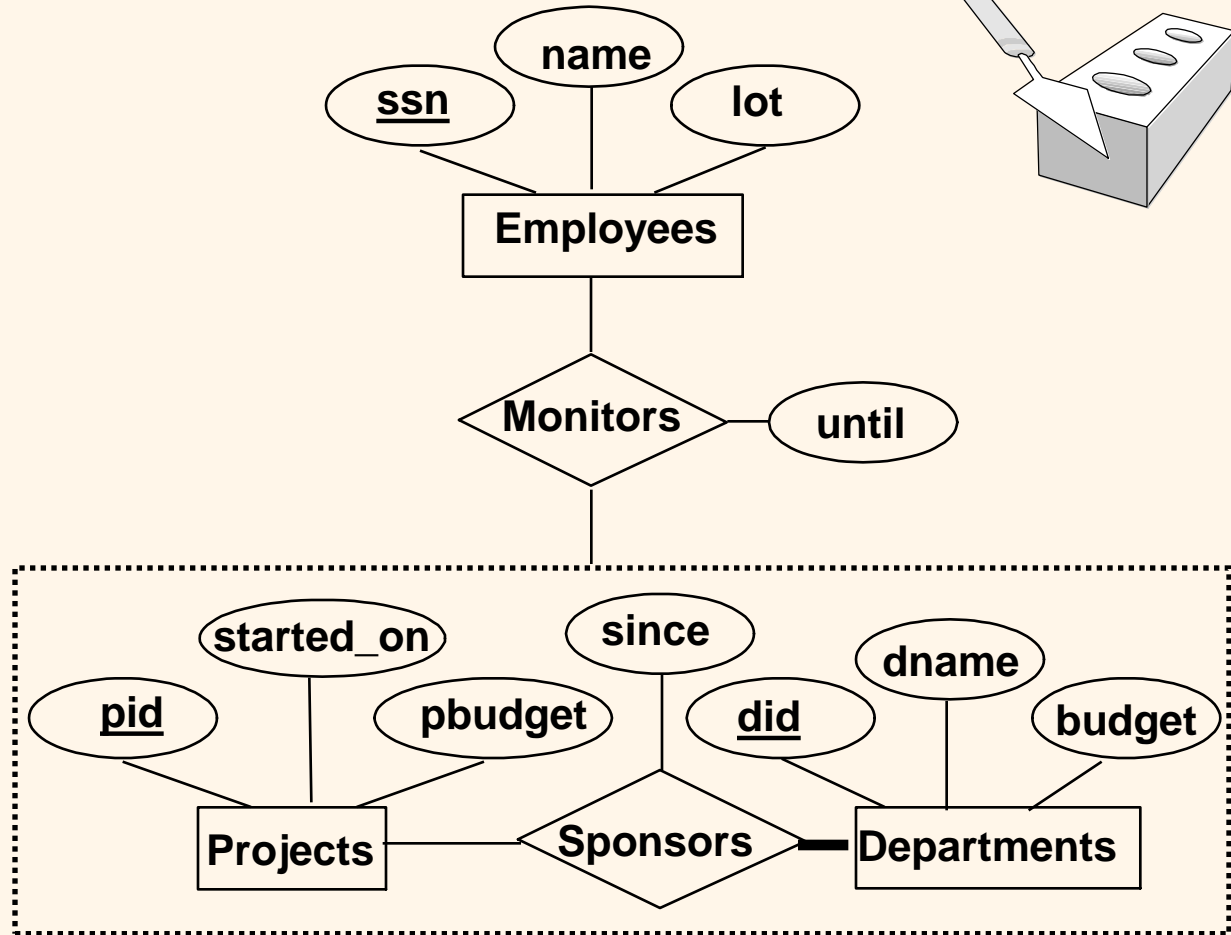 name
ssn
lot
Employees
Monitors
until
started_on
since
dname
pid
pbudget
did
budget
Projects
Sponsors
Departments